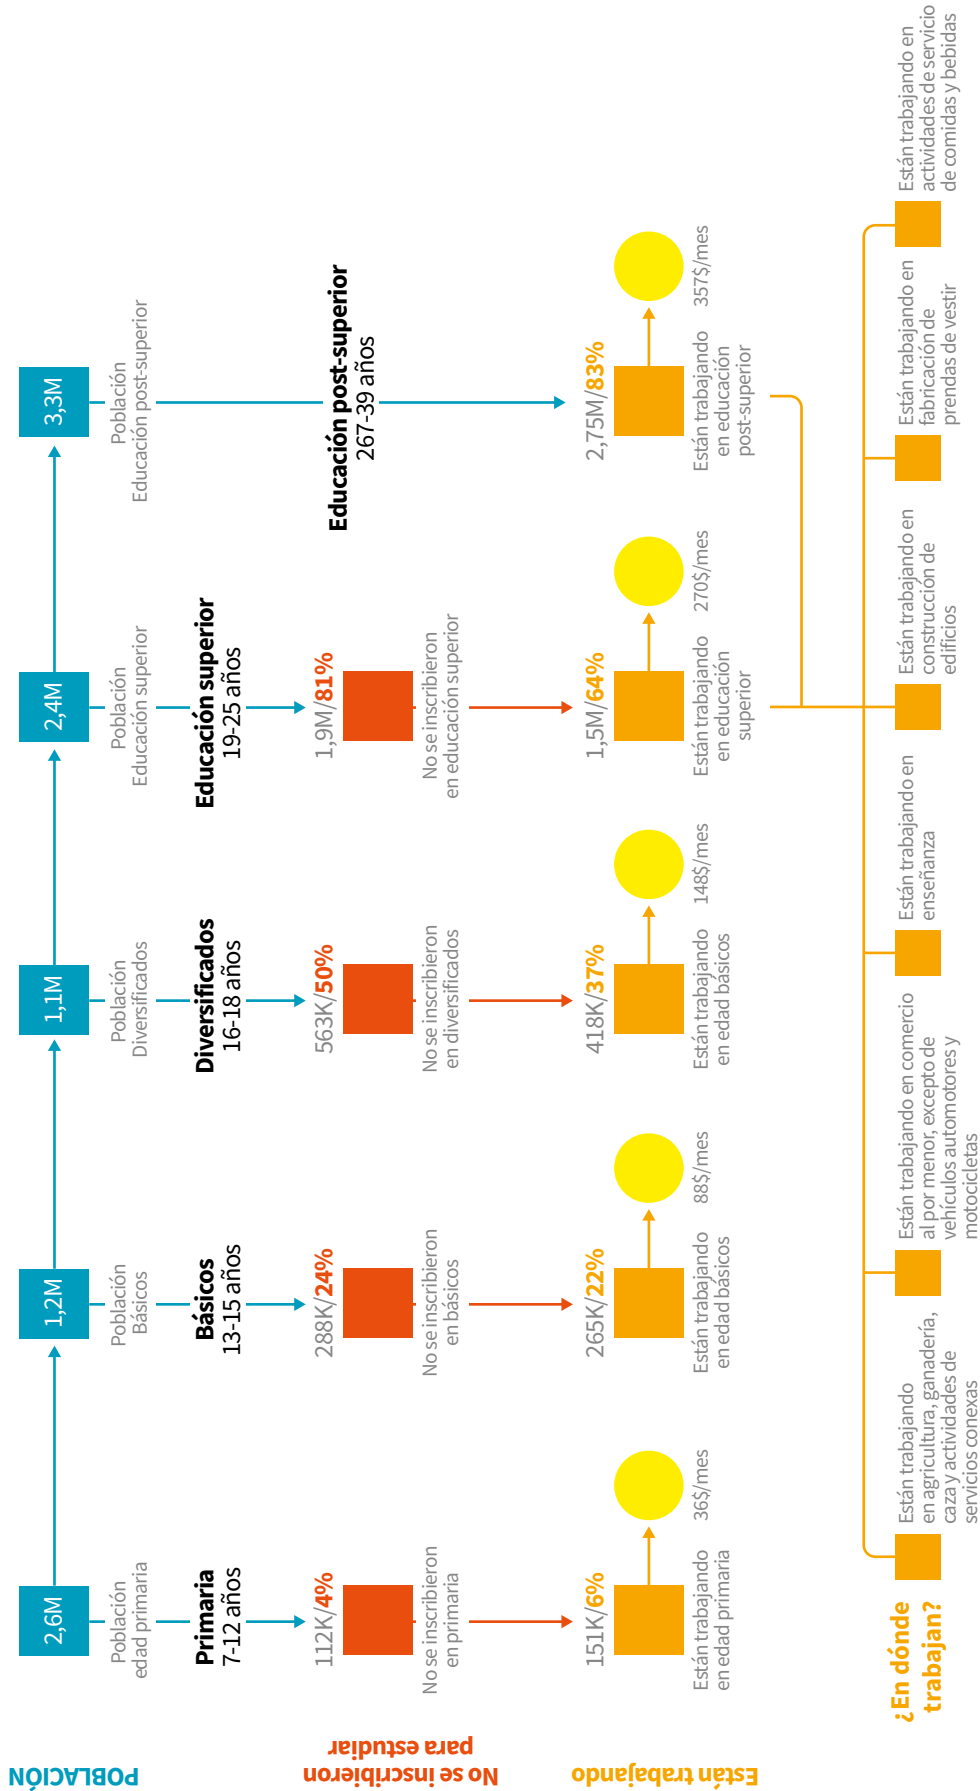 POBLACIÓN
2,6M
Población
edad primaria
1,2M
Población
Básicos
1,1M
Población
Diversificados
2,4M
Población
Educación superior
3,3M
Población
Educación post-superior
Primaria
7-12 años
Básicos
13-15 años
Diversificados
16-18 años
Educación superior
19-25 años
Educación post-superior
267-39 años
No se inscribieron
para estudiar
112K/4%
No se inscribieron
en primaria
288K/24%
No se inscribieron
en básicos
563K/50%
No se inscribieron
en diversificados
1,9M/81%
No se inscribieron
en educación superior
Están trabajando
151K/6%
Están trabajando
en edad primaria
36$/mes
265K/22%
Están trabajando
en edad básicos
88$/mes
418K/37%
Están trabajando
en edad básicos
148$/mes
1,5M/64%
Están trabajando
en educación
superior
270$/mes
2,75M/83%
Están trabajando
en educación
post-superior
357$/mes
¿En dónde
trabajan?
Están trabajando
en agricultura, ganadería,
caza y actividades de
servicios conexas
Están trabajando en comercio
al por menor, excepto de
vehículos automotores y
motocicletas
Están trabajando en
enseñanza
Están trabajando en
construcción de
edificios
Están trabajando en
fabricación de
prendas de vestir
Están trabajando en
actividades de servicio
de comidas y bebidas